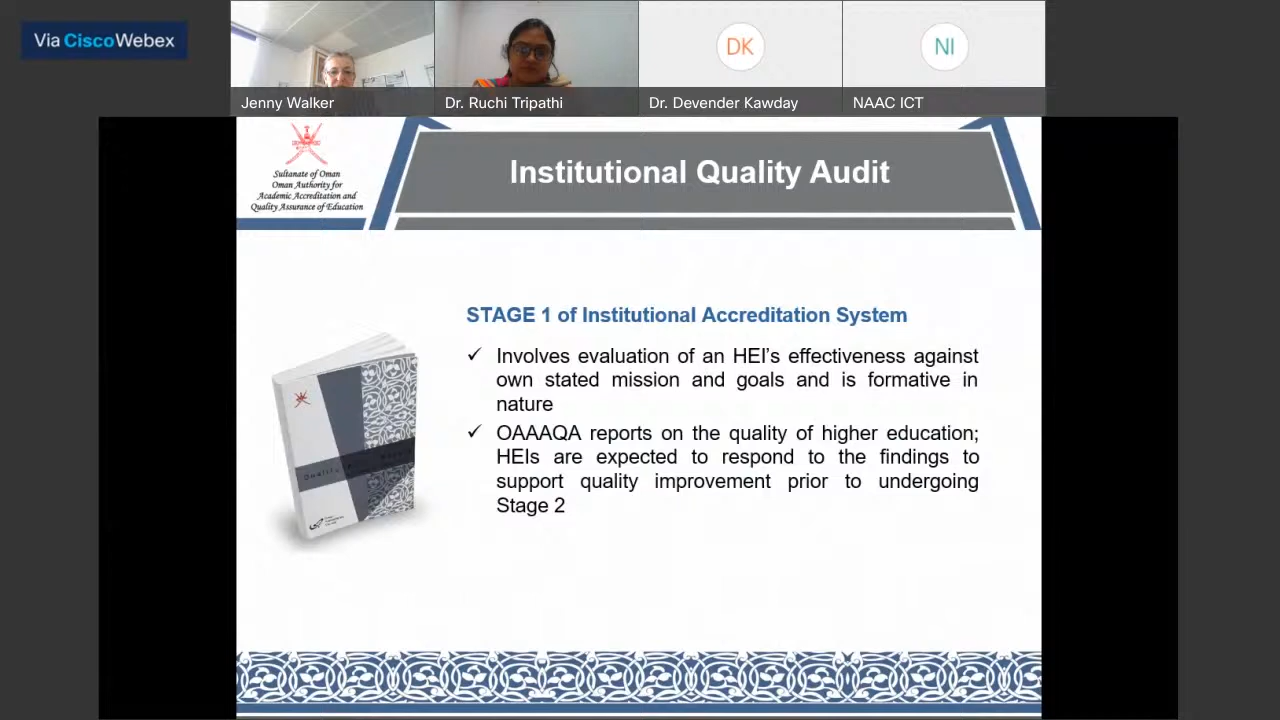 Via Cisco Webex
Jenny Walker
Dr. Ruchi Tripathi
DK
Dr. Devender Kawday
NI
NAAC ICT
Sultanate of Oman
Oman Authority for
Academic Accreditation and
Quality Assurance of Education
Institutional Quality Audit
STAGE 1 of Institutional Accreditation System
✓ Involves evaluation of an HEI's effectiveness against
own stated mission and goals and is formative in
nature
✓ OAAAQA reports on the quality of higher education;
HEIs are expected to respond to the findings to
support quality improvement prior to undergoing
Stage 2